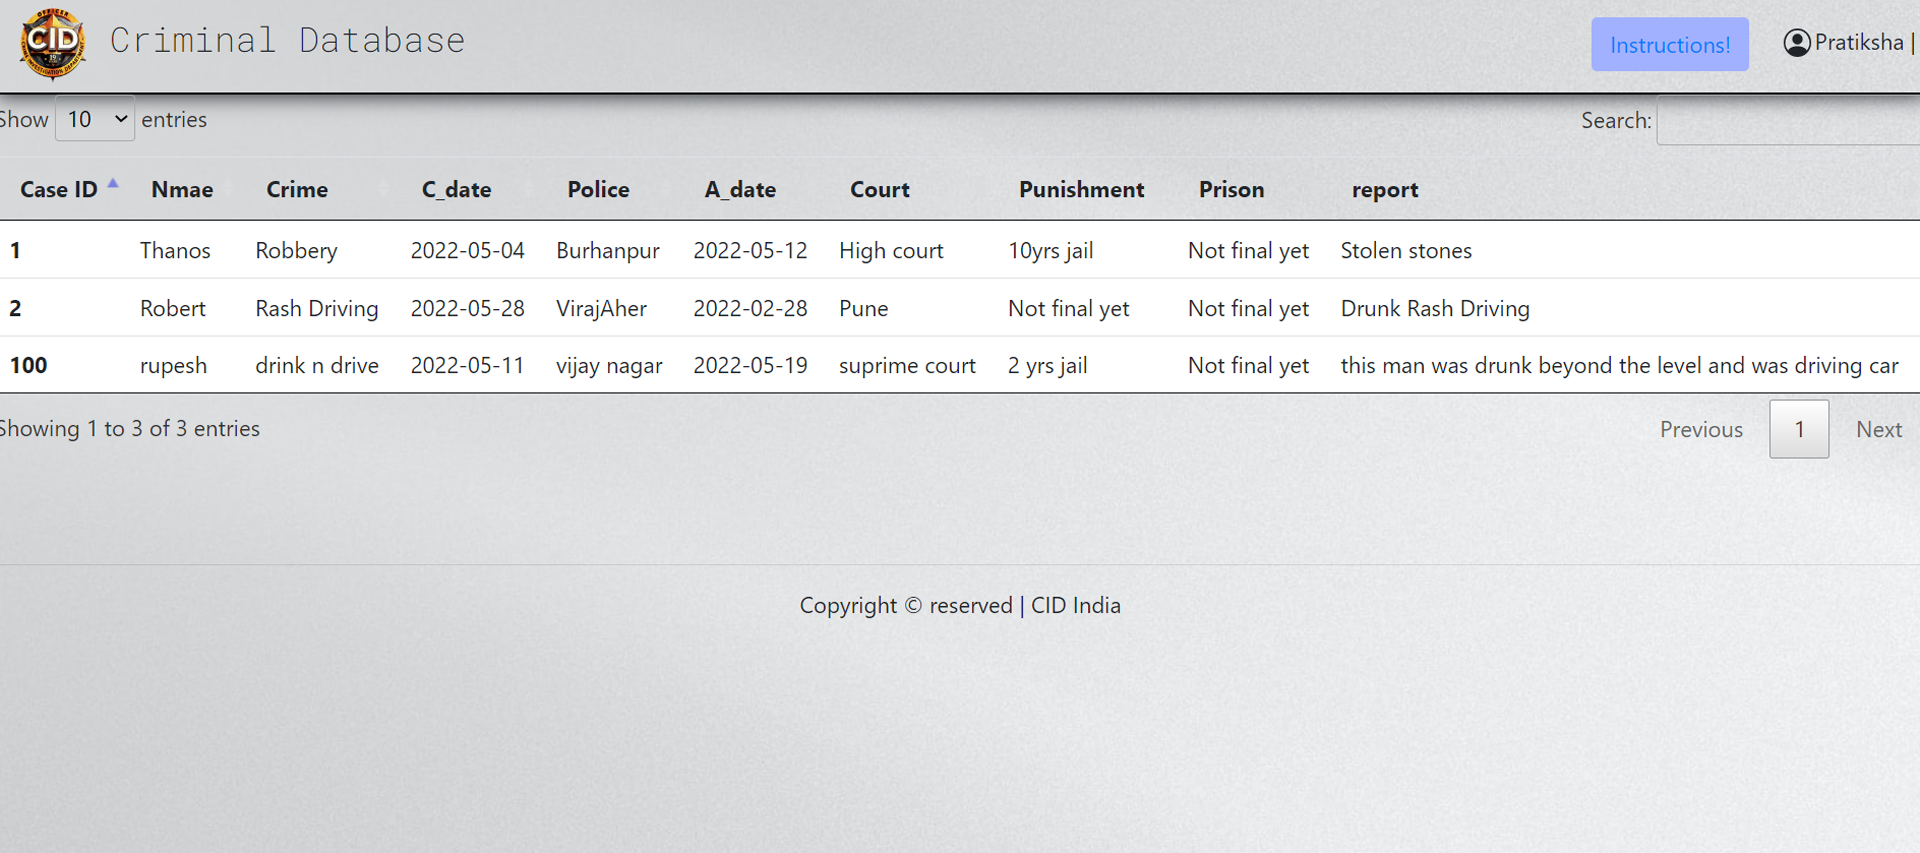 OFFICER
CID
CRIME INVESTIGATION DEPARTMENT
Criminal Database
Instructions!
Pratiksha |
Show 10 entries
Search:
Case ID Nmae Crime C_date Police A_date Court Punishment Prison report
1 Thanos Robbery 2022-05-04 Burhanpur 2022-05-12 High court 10yrs jail Not final yet Stolen stones
2 Robert Rash Driving 2022-05-28 VirajAher 2022-02-28 Pune Not final yet Not final yet Drunk Rash Driving
100 rupesh drink n drive 2022-05-11 vijay nagar 2022-05-19 suprime court 2 yrs jail Not final yet this man was drunk beyond the level and was driving car
Showing 1 to 3 of 3 entries
Previous 1 Next
Copyright © reserved | CID India